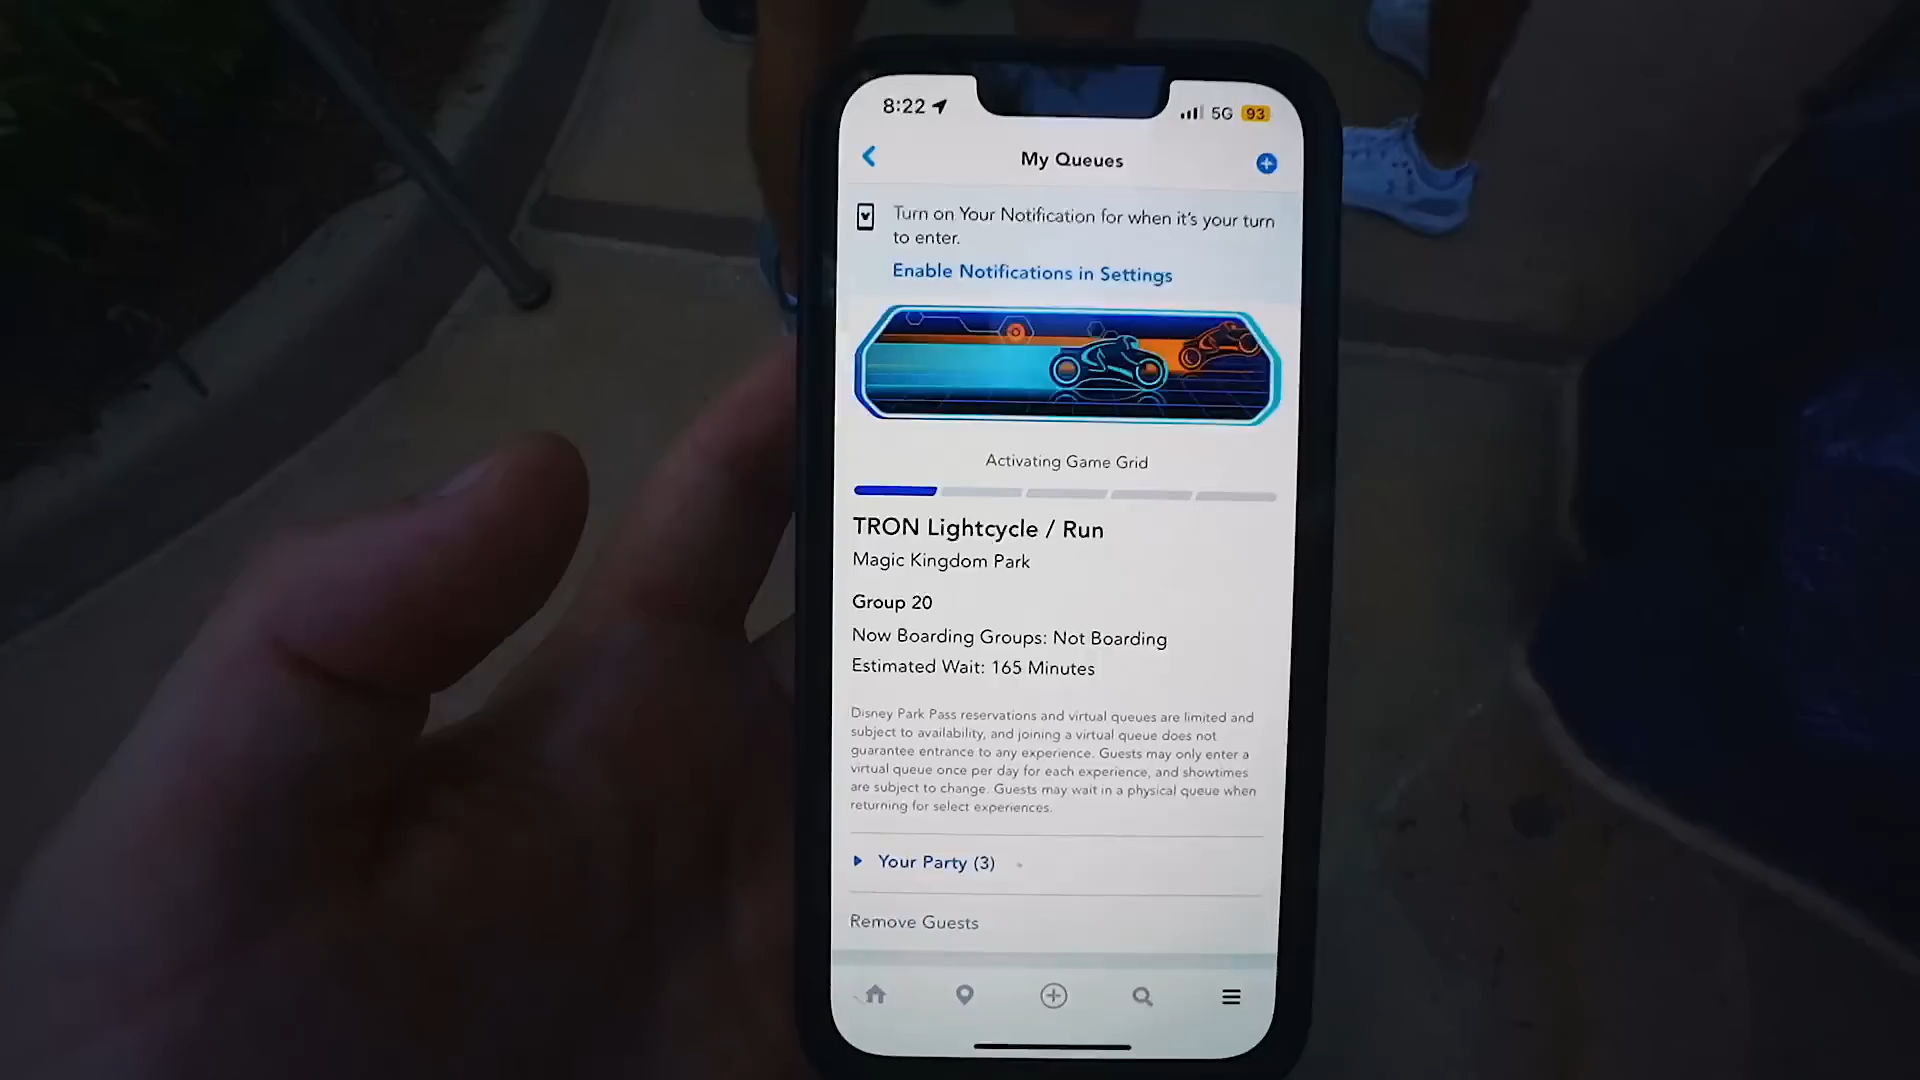 8:22
5G 93
My Queues
Turn on Your Notification for when it's your turn
to enter.
Enable Notifications in Settings
Activating Game Grid
TRON Lightcycle / Run
Magic Kingdom Park
Group 20
Now Boarding Groups: Not Boarding
Estimated Wait: 165 Minutes
Disney Park Pass reservations and virtual queues are limited and
subject to availability, and joining a virtual queue does not
guarantee entrance to any experience. Guests may only enter a
virtual queue once per day for each experience, and showtimes
are subject to change. Guests may wait in a physical queue when
returning for select experiences.
Your Party (3)
Remove Guests